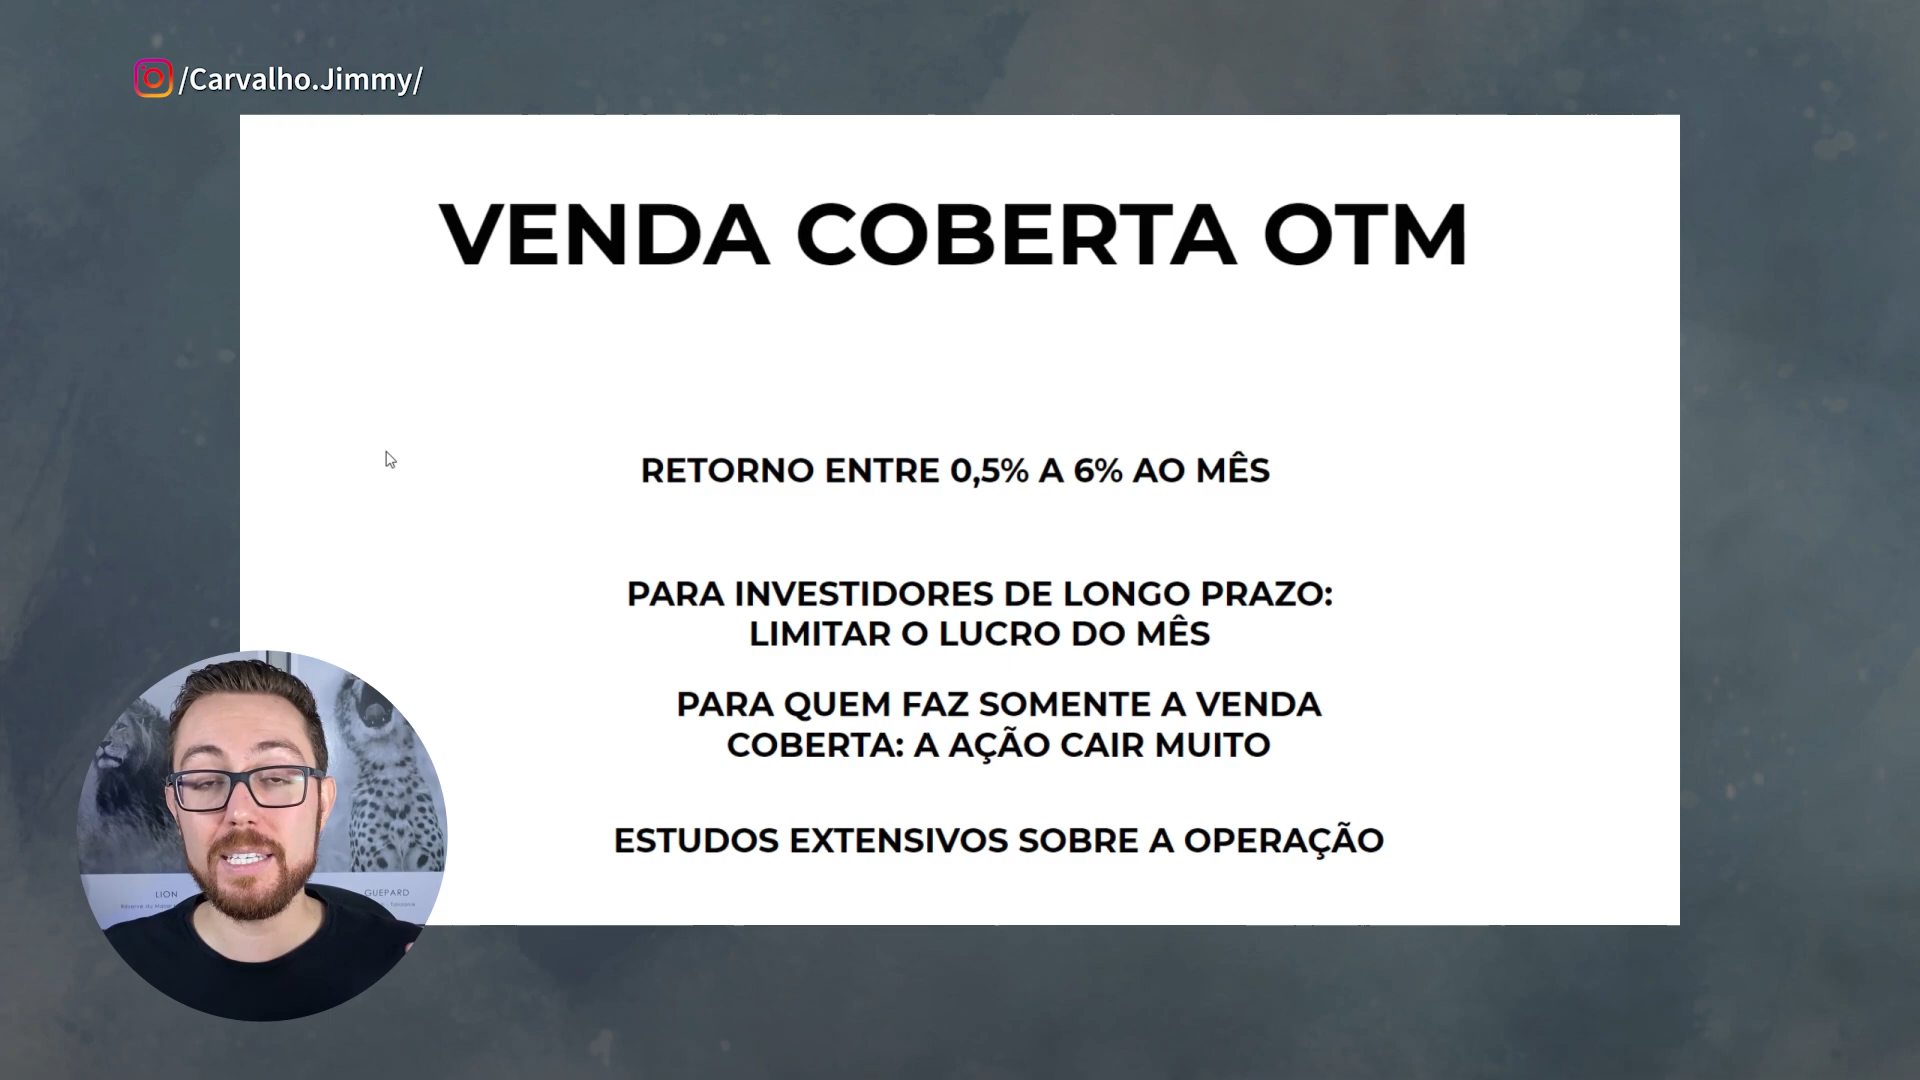 /Carvalho.Jimmy/
VENDA COBERTA OTM
RETORNO ENTRE 0,5% A 6% AO MÊS
PARA INVESTIDORES DE LONGO PRAZO:
LIMITAR O LUCRO DO MÊS
PARA QUEM FAZ SOMENTE A VENDA
COBERTA: A AÇÃO CAIR MUITO
ESTUDOS EXTENSIVOS SOBRE A OPERAÇÃO
LION
GUEPARD